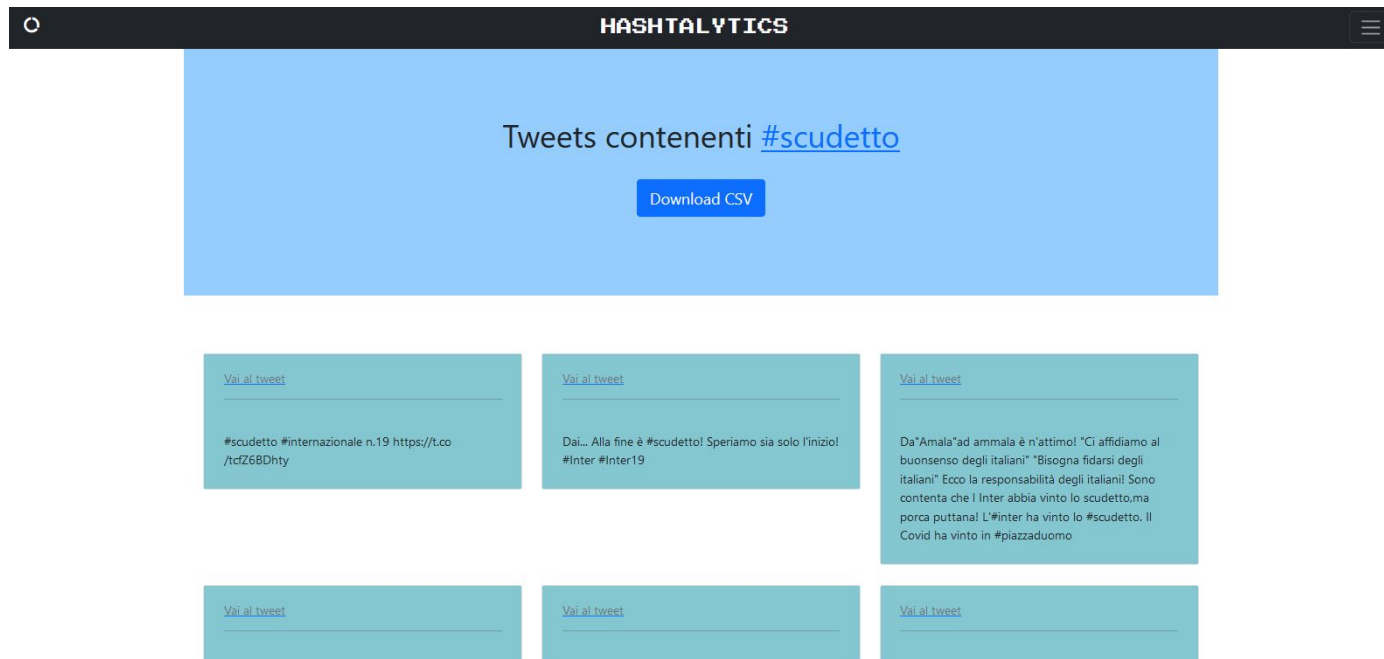 HASHTALYTICS
Tweets contenenti #scudetto
Download CSV
Vai al tweet
#scudetto #internazionale n.19 https://t.co
/tcfZ6BDhty
Vai al tweet
Dai... Alla fine è #scudetto! Speriamo sia solo l'inizio!
#Inter #Inter19
Vai al tweet
Da"Amala"ad ammala è n'attimo! "Ci affidiamo al
buonsenso degli italiani" "Bisogna fidarsi degli
italiani" Ecco la responsabilità degli italiani! Sono
contenta che l Inter abbia vinto lo scudetto,ma
porca puttana! L'#inter ha vinto lo #scudetto. Il
Covid ha vinto in #piazzaduomo
Vai al tweet
Vai al tweet
Vai al tweet